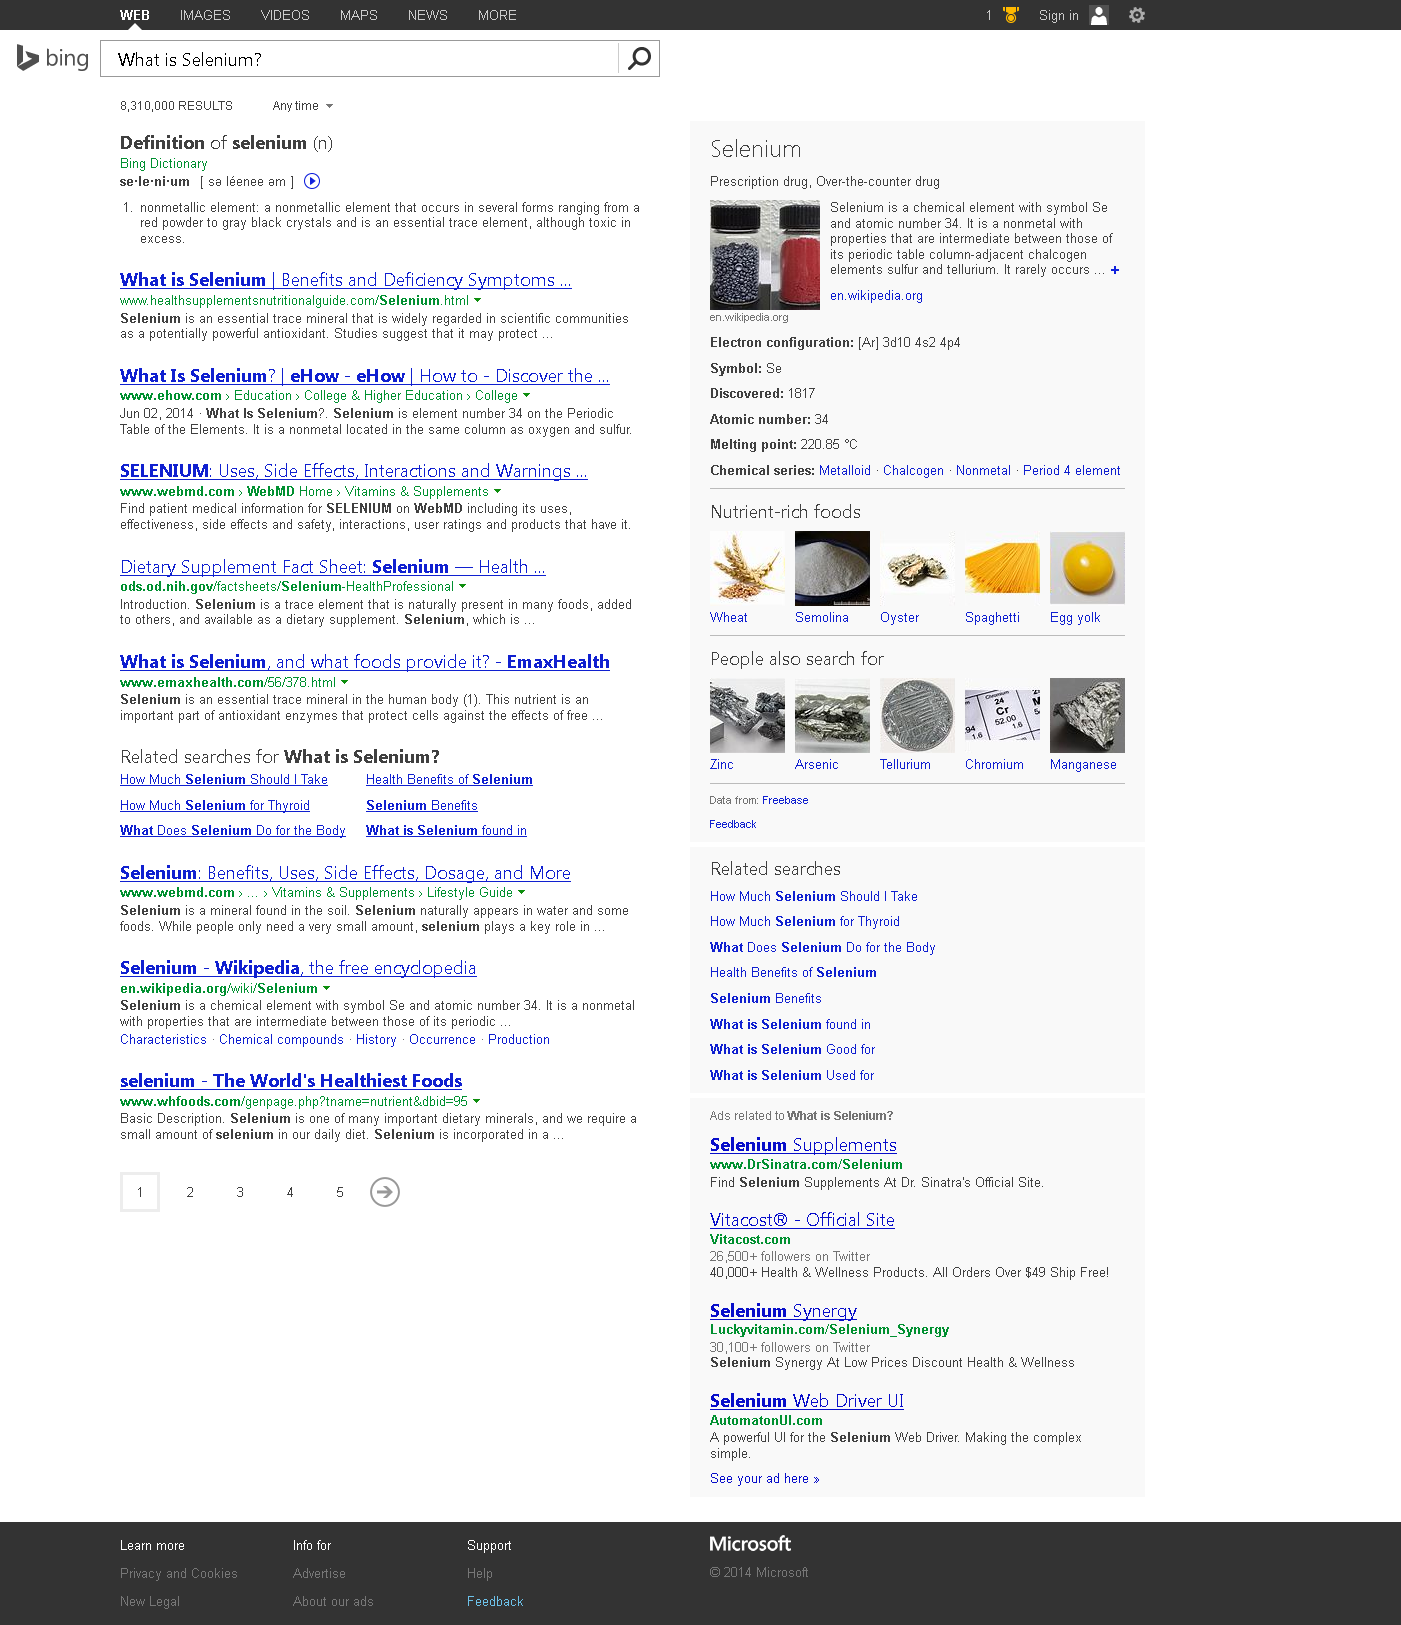 WEB IMAGES VIDEOS MAPS NEWS MORE 1 Sign in
bing What is Selenium?
8,310,000 RESULTS Any time
Definition of selenium (n)
Bing Dictionary
se·le·ni·um [ sə léenee əm ]
1. nonmetallic element: a nonmetallic element that occurs in several forms ranging from a
red powder to gray black crystals and is an essential trace element, although toxic in
excess.
What is Selenium | Benefits and Deficiency Symptoms ...
www.healthsupplementsnutritionalguide.com/Selenium.html
Selenium is an essential trace mineral that is widely regarded in scientific communities
as a potentially powerful antioxidant. Studies suggest that it may protect ...
What Is Selenium? | eHow - eHow | How to - Discover the ...
www.ehow.com › Education › College & Higher Education › College
Jun 02, 2014 · What Is Selenium?. Selenium is element number 34 on the Periodic
Table of the Elements. It is a nonmetal located in the same column as oxygen and sulfur.
SELENIUM: Uses, Side Effects, Interactions and Warnings ...
www.webmd.com › WebMD Home › Vitamins & Supplements
Find patient medical information for SELENIUM on WebMD including its uses,
effectiveness, side effects and safety, interactions, user ratings and products that have it.
Dietary Supplement Fact Sheet: Selenium — Health ...
ods.od.nih.gov/factsheets/Selenium-HealthProfessional
Introduction. Selenium is a trace element that is naturally present in many foods, added
to others, and available as a dietary supplement. Selenium, which is ...
What is Selenium, and what foods provide it? - EmaxHealth
www.emaxhealth.com/56/378.html
Selenium is an essential trace mineral in the human body (1). This nutrient is an
important part of antioxidant enzymes that protect cells against the effects of free ...
Related searches for What is Selenium?
How Much Selenium Should I Take Health Benefits of Selenium
How Much Selenium for Thyroid Selenium Benefits
What Does Selenium Do for the Body What is Selenium found in
Selenium: Benefits, Uses, Side Effects, Dosage, and More
www.webmd.com › ... › Vitamins & Supplements › Lifestyle Guide
Selenium is a mineral found in the soil. Selenium naturally appears in water and some
foods. While people only need a very small amount, selenium plays a key role in ...
Selenium - Wikipedia, the free encyclopedia
en.wikipedia.org/wiki/Selenium
Selenium is a chemical element with symbol Se and atomic number 34. It is a nonmetal
with properties that are intermediate between those of its periodic ...
Characteristics · Chemical compounds · History · Occurrence · Production
selenium - The World's Healthiest Foods
www.whfoods.com/genpage.php?tname=nutrient&dbid=95
Basic Description. Selenium is one of many important dietary minerals, and we require a
small amount of selenium in our daily diet. Selenium is incorporated in a ...
1 2 3 4 5
Selenium
Prescription drug, Over-the-counter drug
Selenium is a chemical element with symbol Se
and atomic number 34. It is a nonmetal with
properties that are intermediate between those of
its periodic table column-adjacent chalcogen
elements sulfur and tellurium. It rarely occurs ... +
en.wikipedia.org
en.wikipedia.org
Electron configuration: [Ar] 3d10 4s2 4p4
Symbol: Se
Discovered: 1817
Atomic number: 34
Melting point: 220.85 °C
Chemical series: Metalloid · Chalcogen · Nonmetal · Period 4 element
Nutrient-rich foods
Wheat Semolina Oyster Spaghetti Egg yolk
People also search for
Chromium
24
Cr
52.00
1.6
94
1.6
Zinc Arsenic Tellurium Chromium Manganese
Data from: Freebase
Feedback
Related searches
How Much Selenium Should I Take
How Much Selenium for Thyroid
What Does Selenium Do for the Body
Health Benefits of Selenium
Selenium Benefits
What is Selenium found in
What is Selenium Good for
What is Selenium Used for
Ads related to What is Selenium?
Selenium Supplements
www.DrSinatra.com/Selenium
Find Selenium Supplements At Dr. Sinatra's Official Site.
Vitacost® - Official Site
Vitacost.com
26,500+ followers on Twitter
40,000+ Health & Wellness Products. All Orders Over $49 Ship Free!
Selenium Synergy
Luckyvitamin.com/Selenium_Synergy
30,100+ followers on Twitter
Selenium Synergy At Low Prices Discount Health & Wellness
Selenium Web Driver UI
AutomatonUI.com
A powerful UI for the Selenium Web Driver. Making the complex
simple.
See your ad here »
Learn more Info for Support Microsoft
Privacy and Cookies Advertise Help © 2014 Microsoft
New Legal About our ads Feedback